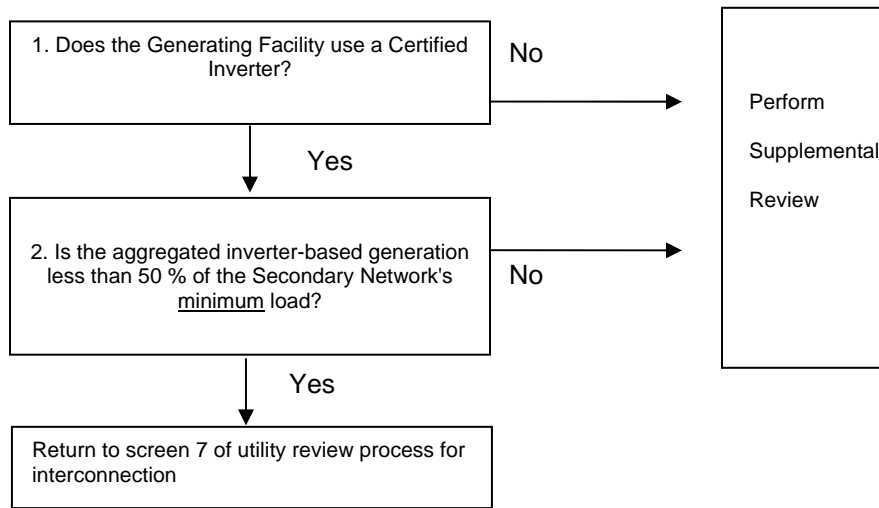 1. Does the Generating Facility use a Certified
Inverter?
No
Perform
Supplemental
Review
Yes
2. Is the aggregated inverter-based generation
less than 50 % of the Secondary Network's
minimum load?
No
Yes
Return to screen 7 of utility review process for
interconnection